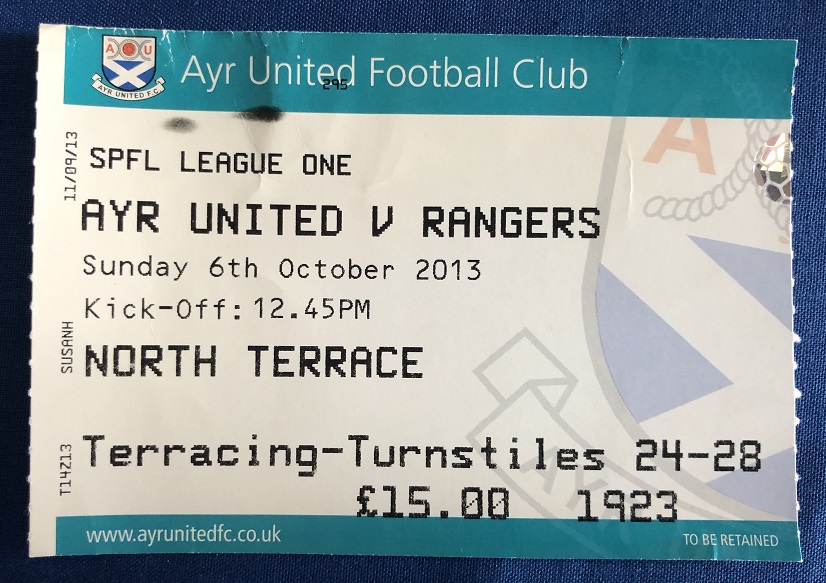 A U
AYR UNITED F.C
Ayr United Football Club
295
11/09/13
SPFL LEAGUE ONE
AYR UNITED V RANGERS
Sunday 6th October 2013
Kick-Off: 12.45PM
SUSANH
NORTH TERRACE
T14Z13
Terracing-Turnstiles 24-28
£15.00 1923
www.ayrunitedfc.co.uk
TO BE RETAINED
A
AY